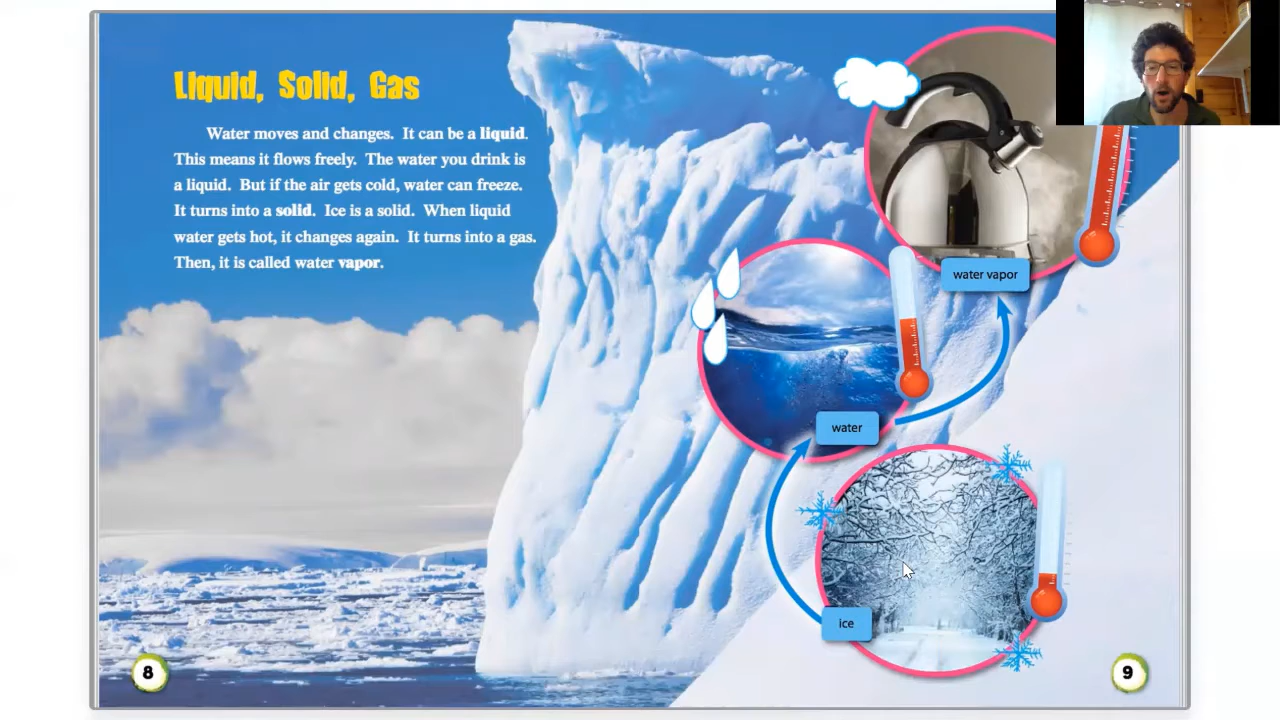 Liquid, Solid, Gas
Water moves and changes. It can be a liquid.
This means it flows freely. The water you drink is
a liquid. But if the air gets cold, water can freeze.
It turns into a solid. Ice is a solid. When liquid
water gets hot, it changes again. It turns into a gas.
Then, it is called water vapor.
water vapor
water
ice
8
9